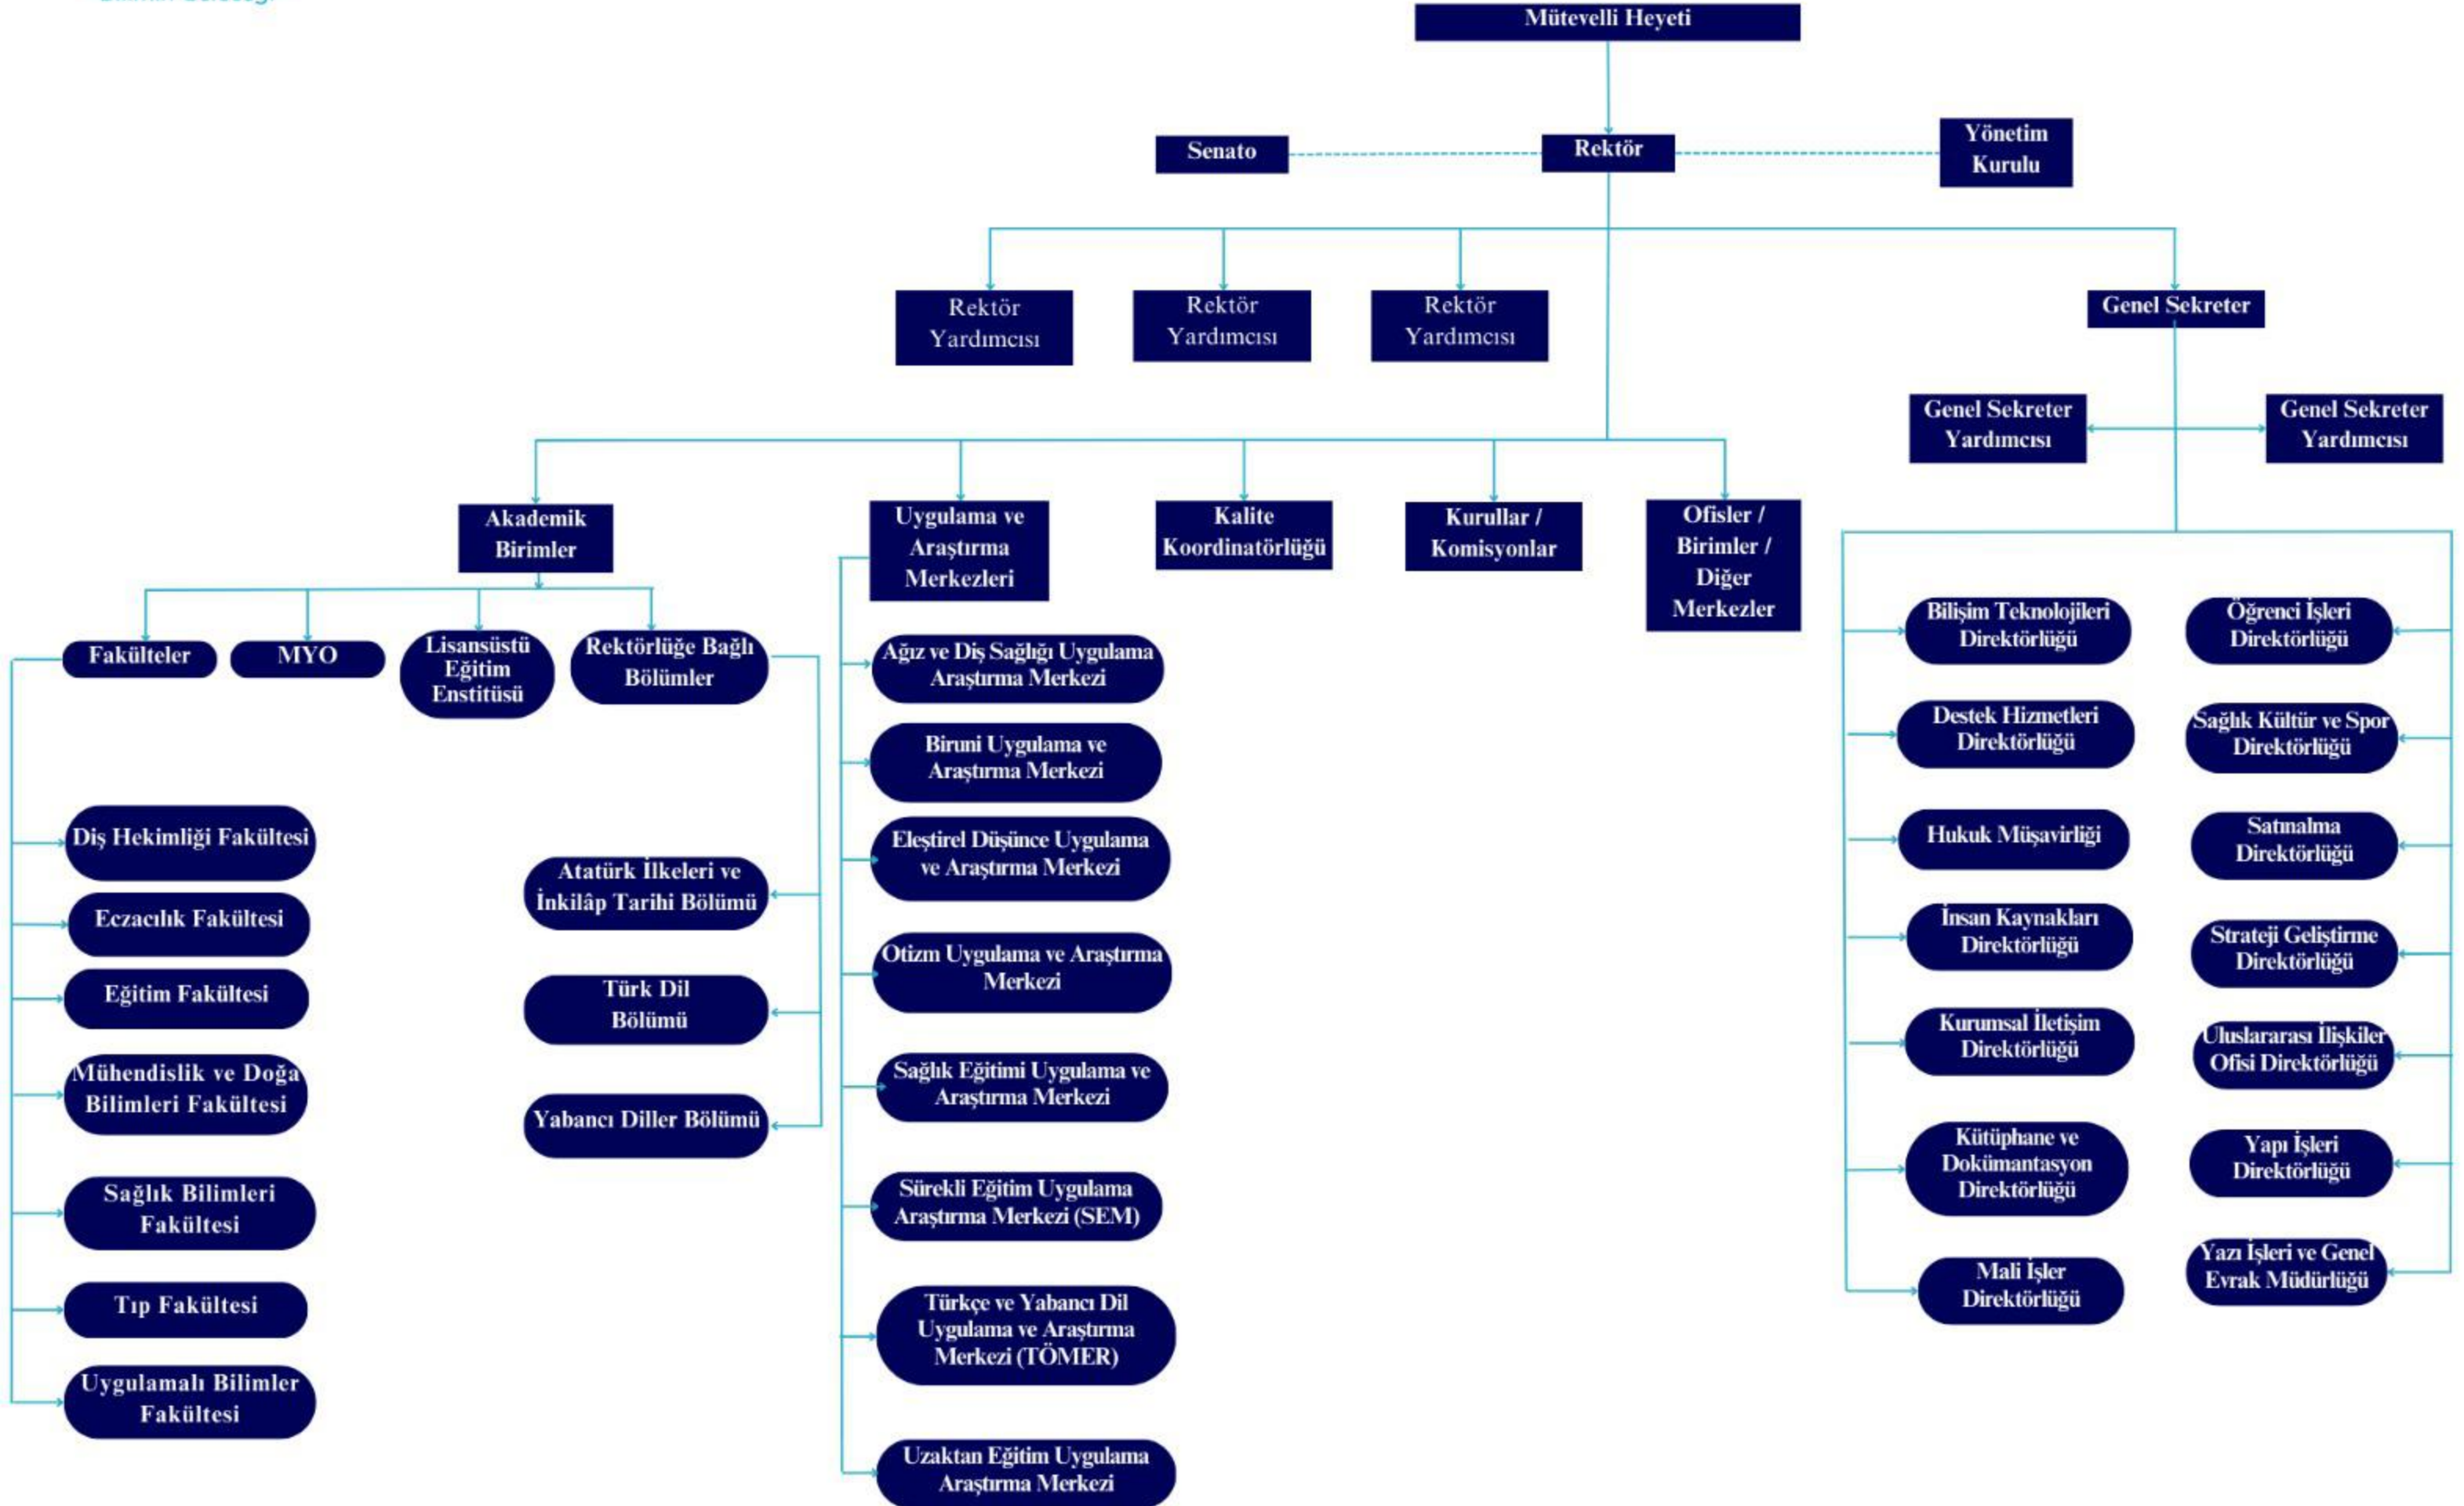 Mütevelli Heyeti
Senato
Rektör
Yönetim
Kurulu
Rektör
Yardımcısı
Rektör
Yardımcısı
Rektör
Yardımcısı
Genel Sekreter
Genel Sekreter
Yardımcısı
Genel Sekreter
Yardımcısı
Akademik
Birimler
Uygulama ve
Araştırma
Merkezleri
Kalite
Koordinatörlüğü
Kurullar /
Komisyonlar
Ofisler /
Birimler /
Diğer
Merkezler
Fakülteler
MYO
Lisansüstü
Eğitim
Enstitüsü
Rektörlüğe Bağlı
Bölümler
Diş Hekimliği Fakültesi
Eczacılık Fakültesi
Eğitim Fakültesi
Mühendislik ve Doğa
Bilimleri Fakültesi
Sağlık Bilimleri
Fakültesi
Tıp Fakültesi
Uygulamalı Bilimler
Fakültesi
Atatürk İlkeleri ve
İnkilâp Tarihi Bölümü
Türk Dil
Bölümü
Yabancı Diller Bölümü
Ağız ve Diş Sağlığı Uygulama
Araştırma Merkezi
Biruni Uygulama ve
Araştırma Merkezi
Eleştirel Düşünce Uygulama
ve Araştırma Merkezi
Otizm Uygulama ve Araştırma
Merkezi
Sağlık Eğitimi Uygulama ve
Araştırma Merkezi
Sürekli Eğitim Uygulama
Araştırma Merkezi (SEM)
Türkçe ve Yabancı Dil
Uygulama ve Araştırma
Merkezi (TÖMER)
Uzaktan Eğitim Uygulama
Araştırma Merkezi
Bilişim Teknolojileri
Direktörlüğü
Destek Hizmetleri
Direktörlüğü
Hukuk Müşavirliği
İnsan Kaynakları
Direktörlüğü
Kurumsal İletişim
Direktörlüğü
Kütüphane ve
Dokümantasyon
Direktörlüğü
Mali İşler
Direktörlüğü
Öğrenci İşleri
Direktörlüğü
Sağlık Kültür ve Spor
Direktörlüğü
Satınalma
Direktörlüğü
Strateji Geliştirme
Direktörlüğü
Uluslararası İlişkiler
Ofisi Direktörlüğü
Yapı İşleri
Direktörlüğü
Yazı İşleri ve Genel
Evrak Müdürlüğü